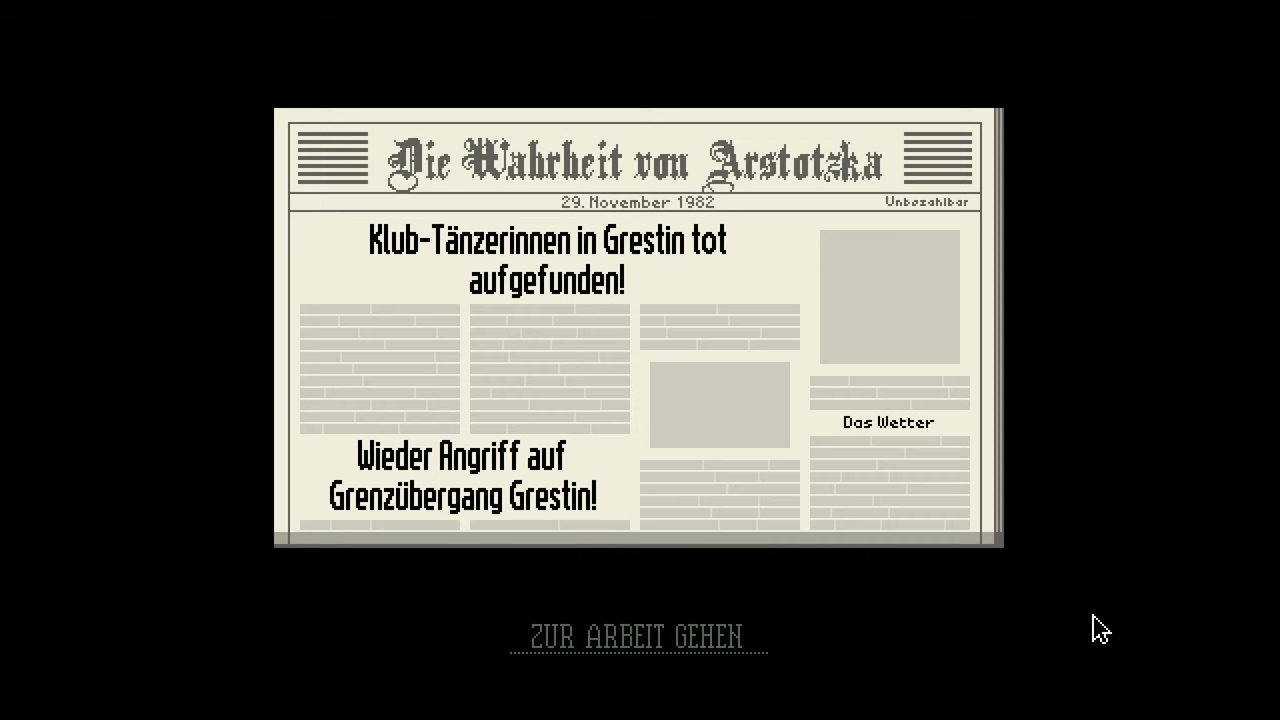 Die Wahrheit von Arstotzka
29. November 1982
Unbezahlbar
Klub-Tänzerinnen in Grestin tot
aufgefunden!
Das Wetter
Wieder Angriff auf
Grenzübergang Grestin!
ZUR ARBEIT GEHEN